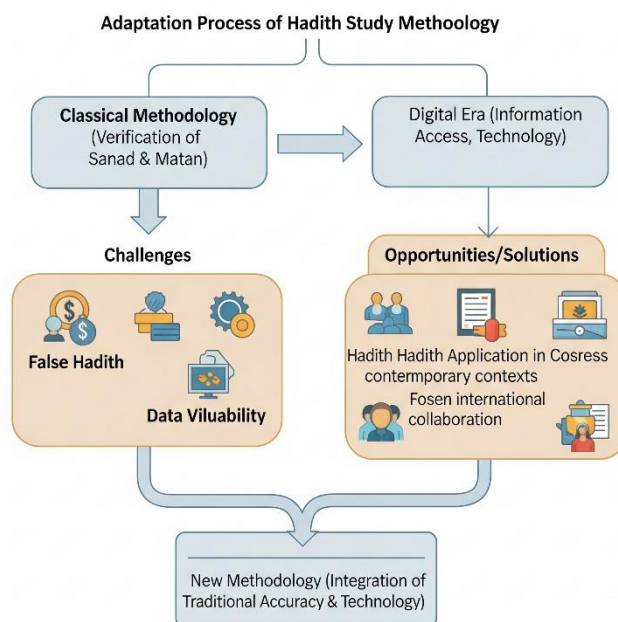 Adaptation Process of Hadith Study Methoology
Classical Methodology
(Verification of
Sanad & Matan)
Digital Era (Information
Access, Technology)
Challenges
$
$
False Hadith
Data Viluability
Opportunities/Solutions
Hadith Hadith Application in Cosress
contermporary contexts
Fosen international
collaboration
New Methodology (Integration of
Traditional Accuracy & Technology)